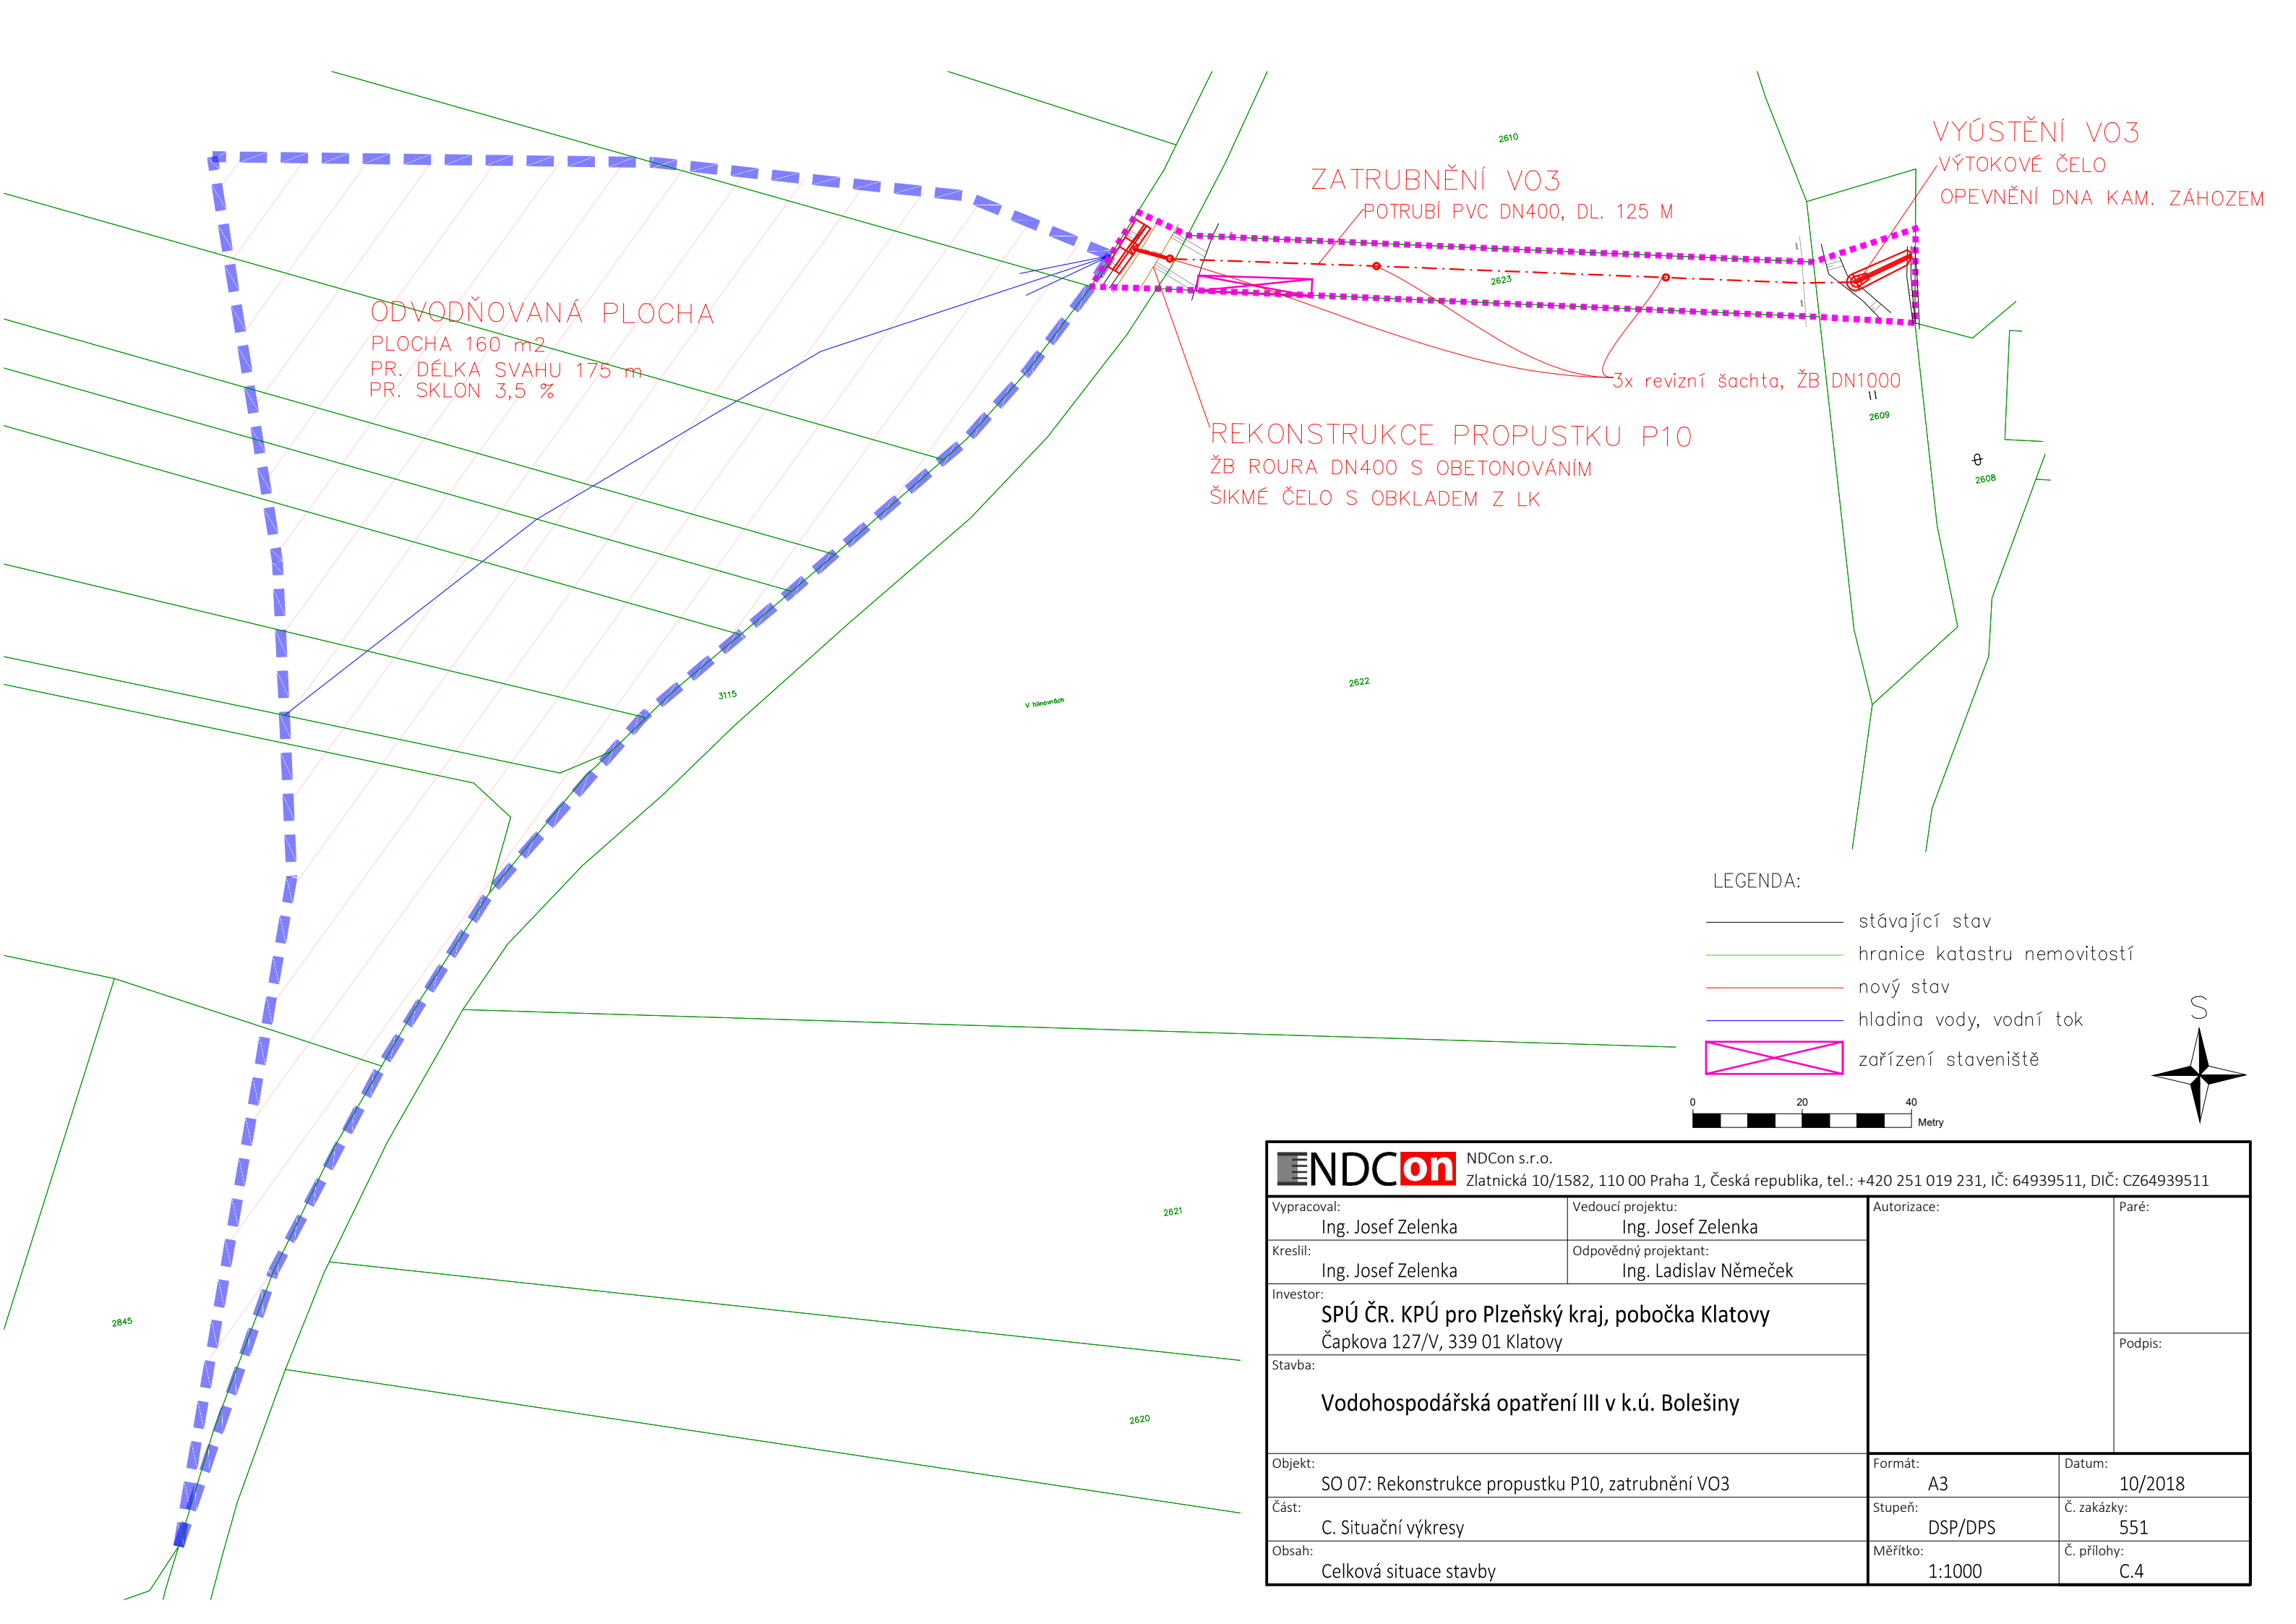 2610
VYÚSTĚNÍ VO3
VÝTOKOVÉ ČELO
OPEVNĚNÍ DNA KAM. ZÁHOZEM
ZATRUBNĚNÍ VO3
POTRUBÍ PVC DN400, DL. 125 M
2623
ODVODŇOVANÁ PLOCHA
PLOCHA 160 m2
PR. DÉLKA SVAHU 175 m
PR. SKLON 3,5 %
3x revizní šachta, ŽB DN1000
2609
REKONSTRUKCE PROPUSTKU P10
ŽB ROURA DN400 S OBETONOVÁNÍM
ŠIKMÉ ČELO S OBKLADEM Z LK
2608
2622
3115
V hlinovnách
LEGENDA:
stávající stav
hranice katastru nemovitostí
nový stav
hladina vody, vodní tok
zařízení staveniště
S
0 20 40
Metry
2621
2845
2620
NDCon
NDCon s.r.o.
Zlatnická 10/1582, 110 00 Praha 1, Česká republika, tel.: +420 251 019 231, IČ: 64939511, DIČ: CZ64939511
Vypracoval:
Ing. Josef Zelenka
Vedoucí projektu:
Ing. Josef Zelenka
Autorizace:
Paré:
Kreslil:
Ing. Josef Zelenka
Odpovědný projektant:
Ing. Ladislav Němeček
Investor:
SPÚ ČR. KPÚ pro Plzeňský kraj, pobočka Klatovy
Čapkova 127/V, 339 01 Klatovy
Podpis:
Stavba:
Vodohospodářská opatření III v k.ú. Bolešiny
Objekt:
SO 07: Rekonstrukce propustku P10, zatrubnění VO3
Formát:
A3
Datum:
10/2018
Část:
C. Situační výkresy
Stupeň:
DSP/DPS
Č. zakázky:
551
Obsah:
Celková situace stavby
Měřítko:
1:1000
Č. přílohy:
C.4